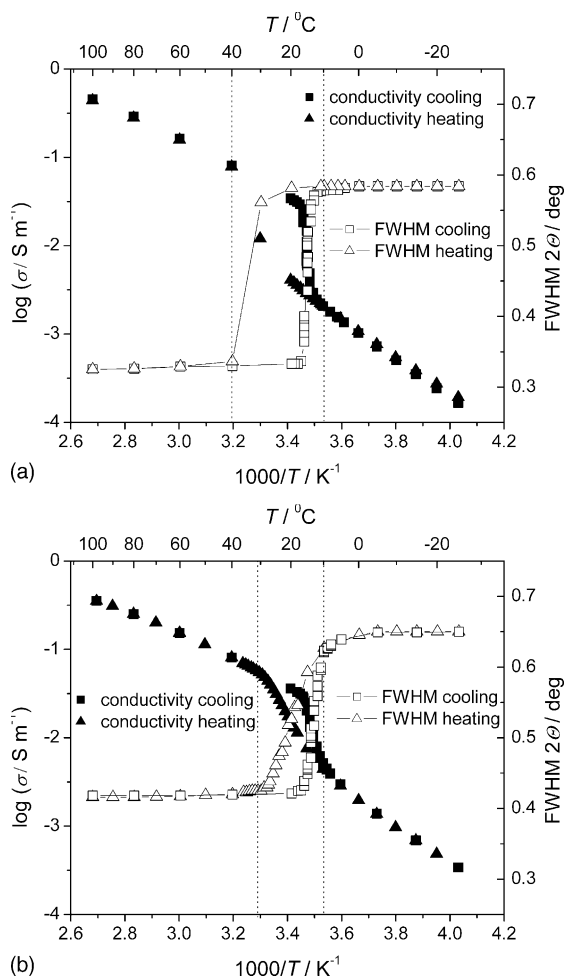 T / ⁰C
100 80 60 40 20 0 -20
0
-1
-2
-3
-4
log (σ/ S m⁻¹)
conductivity cooling
conductivity heating
FWHM cooling
FWHM heating
0.7
0.6
0.5
0.4
0.3
FWHM 2Θ / deg
2.6 2.8 3.0 3.2 3.4 3.6 3.8 4.0 4.2
1000/T / K⁻¹
(a)
T / ⁰C
100 80 60 40 20 0 -20
0
-1
-2
-3
-4
log (σ/ S m⁻¹)
conductivity cooling
conductivity heating
FWHM cooling
FWHM heating
0.7
0.6
0.5
0.4
0.3
FWHM 2Θ / deg
2.6 2.8 3.0 3.2 3.4 3.6 3.8 4.0 4.2
1000/T / K⁻¹
(b)